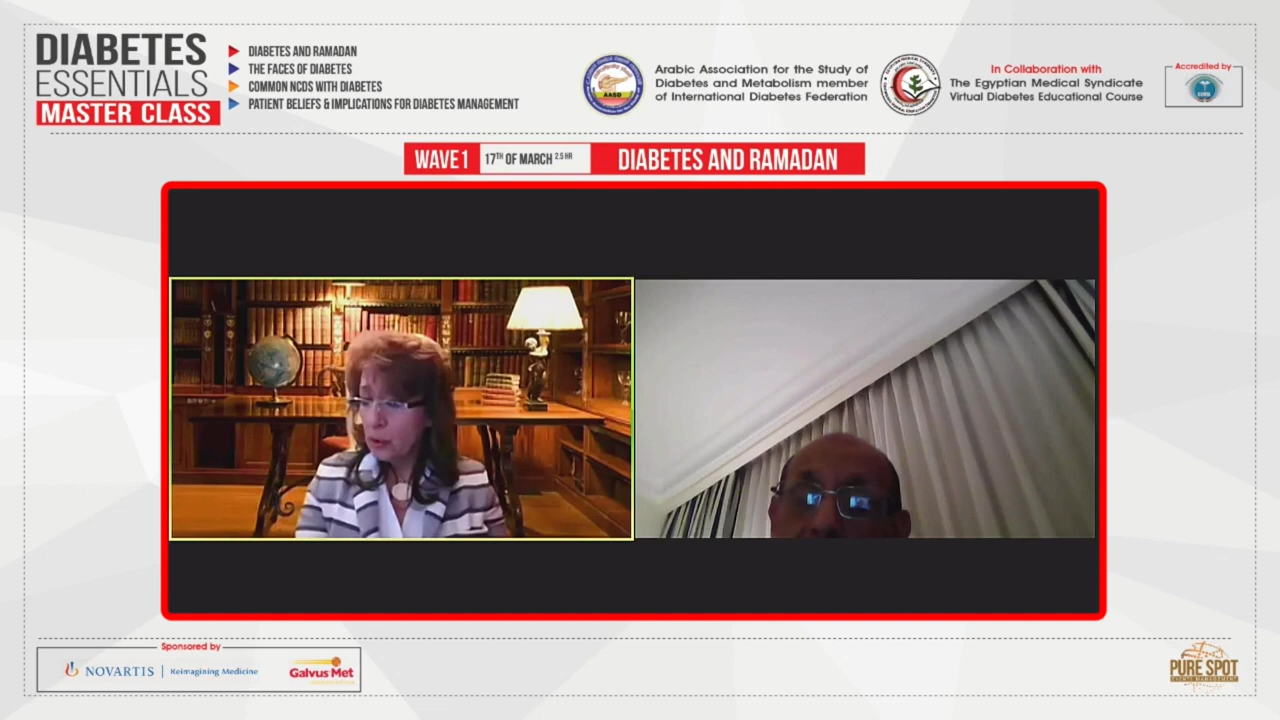 DIABETES
ESSENTIALS
MASTER CLASS
DIABETES AND RAMADAN
THE FACES OF DIABETES
COMMON NCDS WITH DIABETES
PATIENT BELIEFS & IMPLICATIONS FOR DIABETES MANAGEMENT
AASD
Arabic Association for the Study of
Diabetes and Metabolism member
of International Diabetes Federation
In Collaboration with
The Egyptian Medical Syndicate
Virtual Diabetes Educational Course
Accredited by
WAVE1
17TH OF MARCH 2.5 HR
DIABETES AND RAMADAN
Sponsored by
NOVARTIS | Reimagining Medicine
Galvus Met
PURE SPOT
EVENTS MANAGEMENT